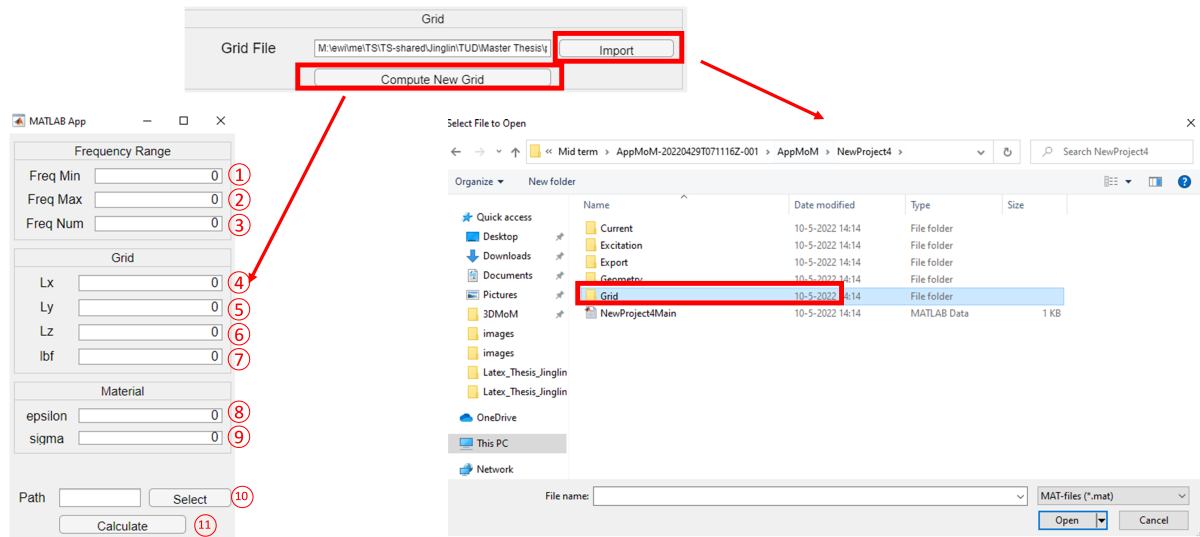 Grid
Grid File M:\ewi\me\TS\TS-shared\Jinglin\TUD\Master Thesis\p Import
Compute New Grid
MATLAB App
Frequency Range
Freq Min 0 1
Freq Max 0 2
Freq Num 0 3
Grid
Lx 0 4
Ly 0 5
Lz 0 6
lbf 0 7
Material
epsilon 0 8
sigma 0 9
Path Select 10
Calculate 11
Select File to Open
« Mid term › AppMoM-20220429T071116Z-001 › AppMoM › NewProject4 › Search NewProject4
Organize New folder
Name Date modified Type Size
Quick access
Desktop
Downloads
Documents
Pictures
3DMoM
images
images
Latex_Thesis_Jinglin
Latex_Thesis_Jinglin
OneDrive
This PC
Network
Current 10-5-2022 14:14 File folder
Excitation 10-5-2022 14:14 File folder
Export 10-5-2022 14:14 File folder
Geometry 10-5-2022 14:14 File folder
Grid 10-5-2022 14:14 File folder
NewProject4Main 10-5-2022 14:14 MATLAB Data 1 KB
File name: MAT-files (*.mat)
Open Cancel